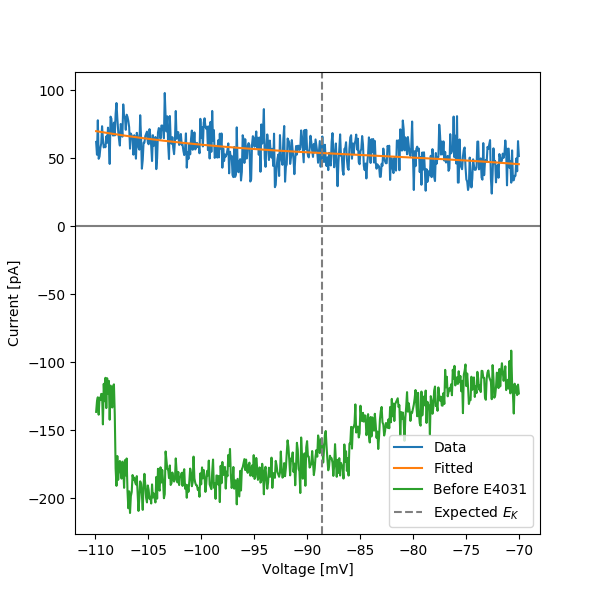 100
50
0
−50
−100
−150
−200
Current [pA]
−110
−105
−100
−95
−90
−85
−80
−75
−70
Voltage [mV]
Data
Fitted
Before E4031
Expected E_K